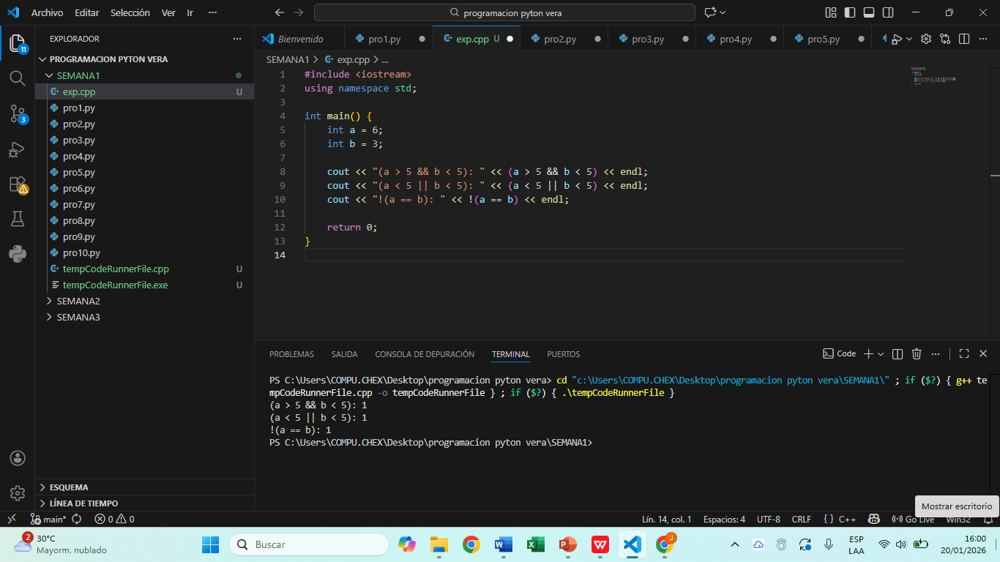 Archivo Editar Selección Ver Ir ··· programacion pyton vera
EXPLORADOR ···
PROGRAMACION PYTON VERA
SEMANA1
exp.cpp U
pro1.py
pro2.py
pro3.py
pro4.py
pro5.py
pro6.py
pro7.py
pro8.py
pro9.py
pro10.py
tempCodeRunnerFile.cpp U
tempCodeRunnerFile.exe U
SEMANA2
SEMANA3
ESQUEMA
LÍNEA DE TIEMPO
11
3
Bienvenido pro1.py exp.cpp U pro2.py pro3.py pro4.py pro5.py
SEMANA1 > exp.cpp > ...
1 #include <iostream>
2 using namespace std;
3
4 int main() {
5 int a = 6;
6 int b = 3;
7
8 cout << "(a > 5 && b < 5): " << (a > 5 && b < 5) << endl;
9 cout << "(a < 5 || b < 5): " << (a < 5 || b < 5) << endl;
10 cout << "!(a == b): " << !(a == b) << endl;
11
12 return 0;
13 }
14
PROBLEMAS SALIDA CONSOLA DE DEPURACIÓN TERMINAL PUERTOS Code
PS C:\Users\COMPU.CHEX\Desktop\programacion pyton vera> cd "c:\Users\COMPU.CHEX\Desktop\programacion pyton vera\SEMANA1\" ; if ($?) { g++ te
mpCodeRunnerFile.cpp -o tempCodeRunnerFile } ; if ($?) { .\tempCodeRunnerFile }
(a > 5 && b < 5): 1
(a < 5 || b < 5): 1
!(a == b): 1
PS C:\Users\COMPU.CHEX\Desktop\programacion pyton vera\SEMANA1>
Mostrar escritorio
main* 0 0 Lín. 14, col. 1 Espacios: 4 UTF-8 CRLF {} C++ Go Live Win32
2
30°C
Mayorm. nublado
Buscar
J
ESP
LAA
16:00
20/01/2026